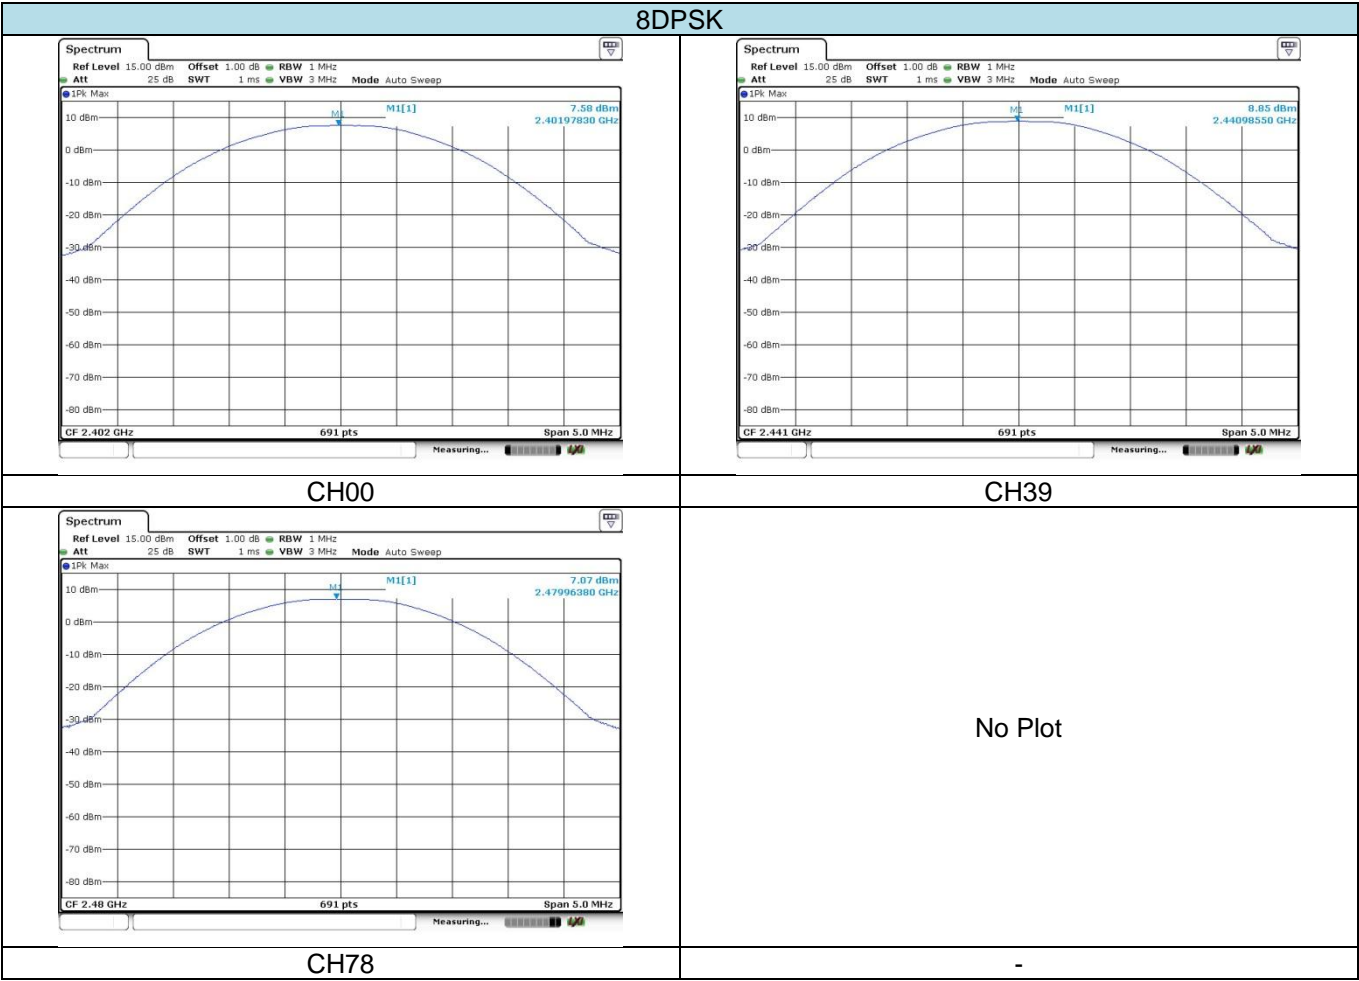 8DPSK
Spectrum
Ref Level 15.00 dBm Offset 1.00 dB RBW 1 MHz
Att 25 dB SWT 1 ms VBW 3 MHz Mode Auto Sweep
1Pk Max
M1[1] 7.58 dBm
2.40197830 GHz
M1
10 dBm
0 dBm
-10 dBm
-20 dBm
-30 dBm
-40 dBm
-50 dBm
-60 dBm
-70 dBm
-80 dBm
CF 2.402 GHz 691 pts Span 5.0 MHz
Measuring...
CH00
Spectrum
Ref Level 15.00 dBm Offset 1.00 dB RBW 1 MHz
Att 25 dB SWT 1 ms VBW 3 MHz Mode Auto Sweep
1Pk Max
M1[1] 8.85 dBm
2.44098550 GHz
M1
10 dBm
0 dBm
-10 dBm
-20 dBm
-30 dBm
-40 dBm
-50 dBm
-60 dBm
-70 dBm
-80 dBm
CF 2.441 GHz 691 pts Span 5.0 MHz
Measuring...
CH39
Spectrum
Ref Level 15.00 dBm Offset 1.00 dB RBW 1 MHz
Att 25 dB SWT 1 ms VBW 3 MHz Mode Auto Sweep
1Pk Max
M1[1] 7.07 dBm
2.47996380 GHz
M1
10 dBm
0 dBm
-10 dBm
-20 dBm
-30 dBm
-40 dBm
-50 dBm
-60 dBm
-70 dBm
-80 dBm
CF 2.48 GHz 691 pts Span 5.0 MHz
Measuring...
CH78
No Plot
-